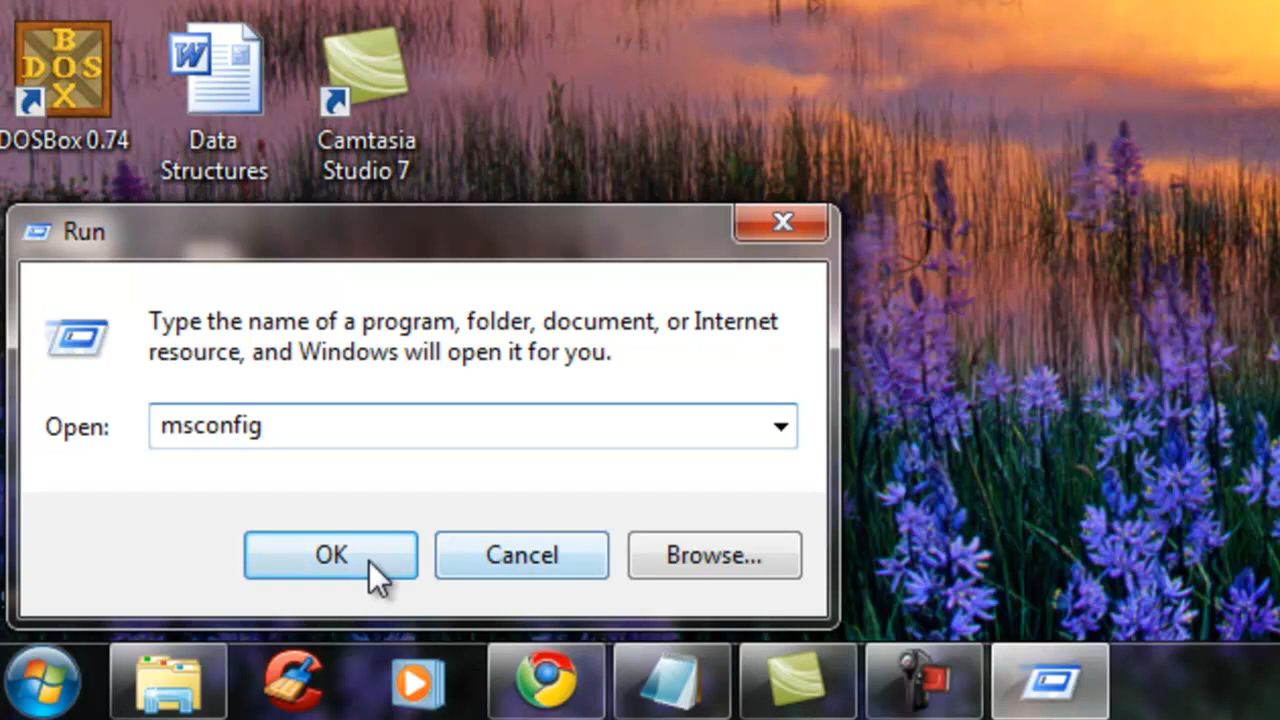 B
DOS
X
W
DOSBox 0.74
Data
Structures
Camtasia
Studio 7
Run
X
Type the name of a program, folder, document, or Internet
resource, and Windows will open it for you.
Open:
msconfig
OK
Cancel
Browse...